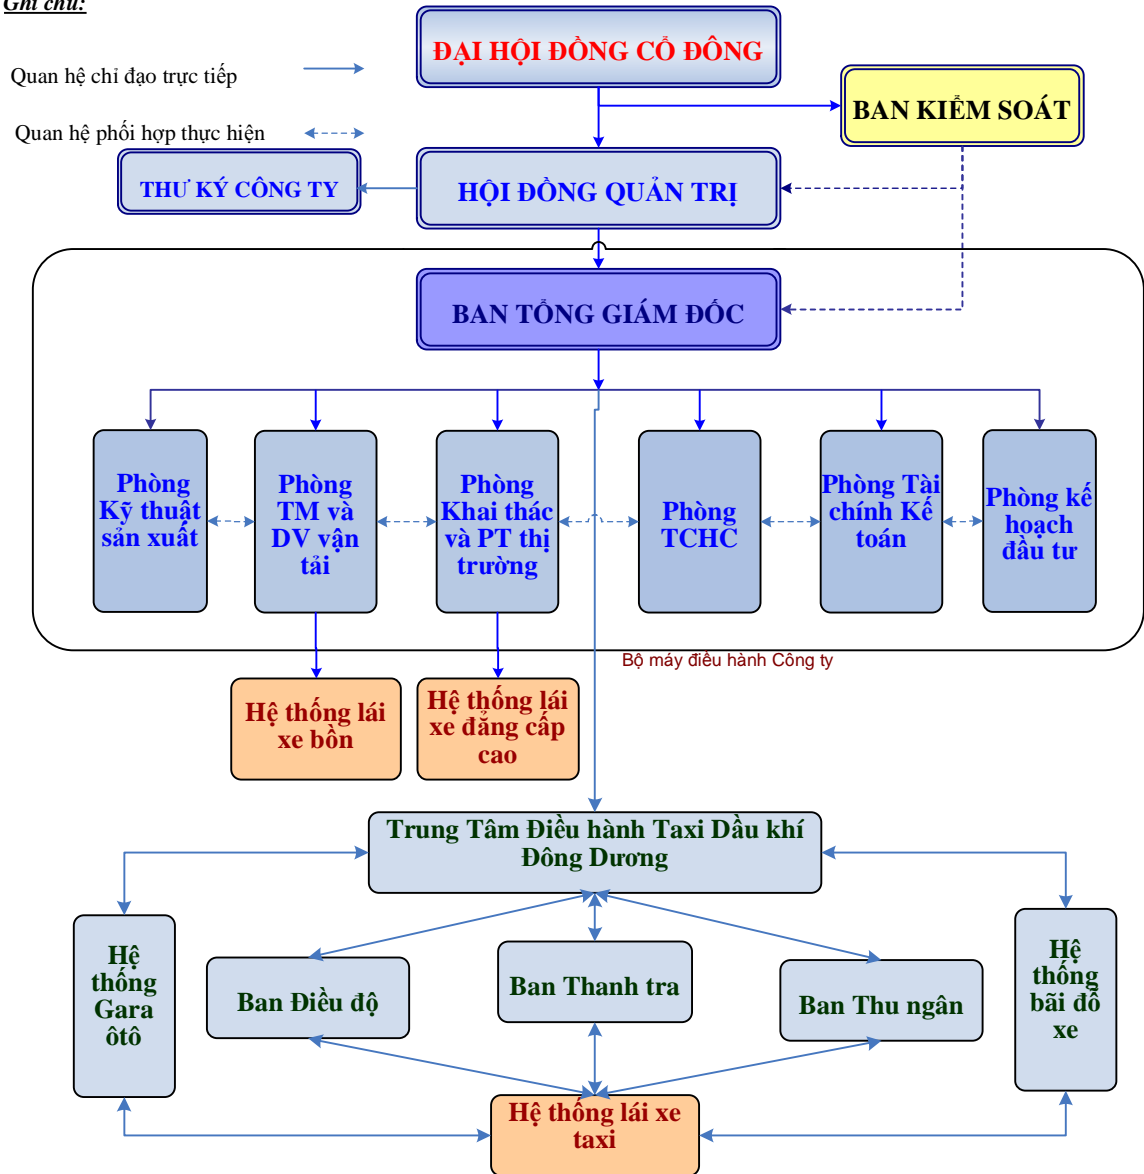 Ghi chú:
ĐẠI HỘI ĐỒNG CỔ ĐÔNG
Quan hệ chỉ đạo trực tiếp
BAN KIỂM SOÁT
Quan hệ phối hợp thực hiện
THƯ KÝ CÔNG TY
HỘI ĐỒNG QUẢN TRỊ
BAN TỔNG GIÁM ĐỐC
Phòng
Kỹ thuật
sản xuất
Phòng
TM và
DV vận
tải
Phòng
Khai thác
và PT thị
trường
Phòng
TCHC
Phòng Tài
chính Kế
toán
Phòng kế
hoạch
đầu tư
Bộ máy điều hành Công ty
Hệ thống lái
xe bồn
Hệ thống lái
xe đẳng cấp
cao
Trung Tâm Điều hành Taxi Dầu khí
Đông Dương
Hệ
thống
Gara
ôtô
Ban Điều độ
Ban Thanh tra
Ban Thu ngân
Hệ
thống
bãi đỗ
xe
Hệ thống lái xe
taxi